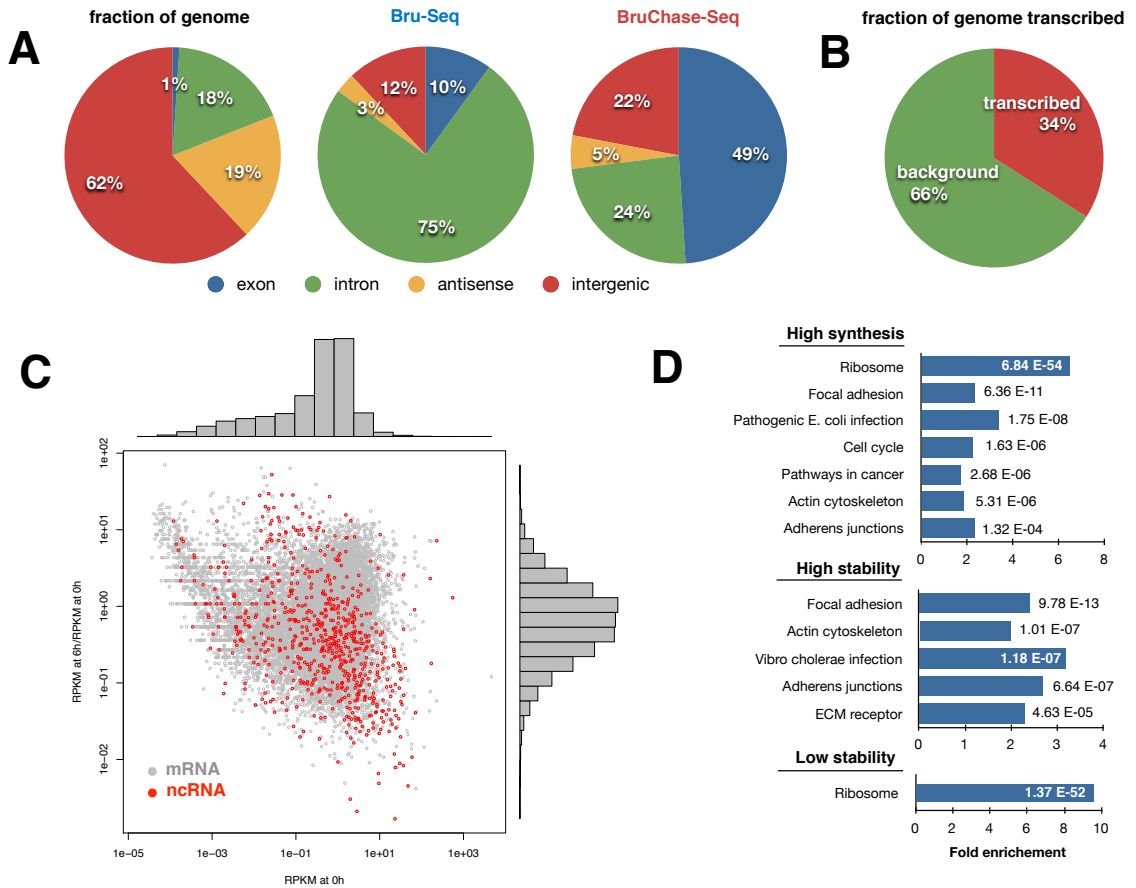 A
fraction of genome
Bru-Seq
BruChase-Seq
B
fraction of genome transcribed
1%
18%
19%
62%
10%
12%
3%
75%
22%
5%
24%
49%
transcribed
34%
background
66%
exon
intron
antisense
intergenic
C
RPKM at 6h/RPKM at 0h
1e+02
1e+01
1e+00
1e-01
1e-02
mRNA
ncRNA
1e-05
1e-03
1e-01
1e+01
1e+03
RPKM at 0h
D
High synthesis
Ribosome
6.84 E-54
Focal adhesion
6.36 E-11
Pathogenic E. coli infection
1.75 E-08
Cell cycle
1.63 E-06
Pathways in cancer
2.68 E-06
Actin cytoskeleton
5.31 E-06
Adherens junctions
1.32 E-04
0 2 4 6 8
High stability
Focal adhesion
9.78 E-13
Actin cytoskeleton
1.01 E-07
Vibro cholerae infection
1.18 E-07
Adherens junctions
6.64 E-07
ECM receptor
4.63 E-05
0 1 2 3 4
Low stability
Ribosome
1.37 E-52
0 2 4 6 8 10
Fold enrichement